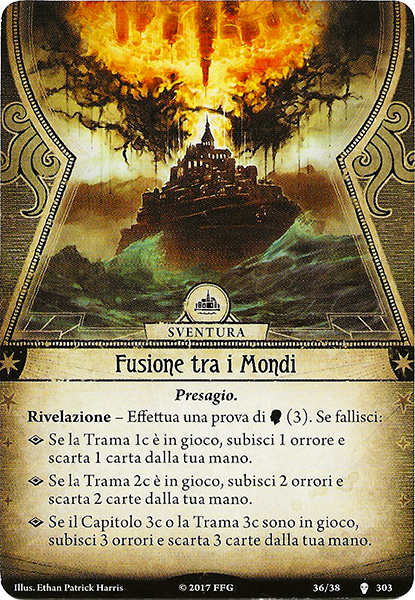 SVENTURA
Fusione tra i Mondi
Presagio.
Rivelazione – Effettua una prova di (3). Se fallisci:
Se la Trama 1c è in gioco, subisci 1 orrore e
scarta 1 carta dalla tua mano.
Se la Trama 2c è in gioco, subisci 2 orrori e
scarta 2 carte dalla tua mano.
Se il Capitolo 3c o la Trama 3c sono in gioco,
subisci 3 orrori e scarta 3 carte dalla tua mano.
Illus. Ethan Patrick Harris © 2017 FFG 36/38 303